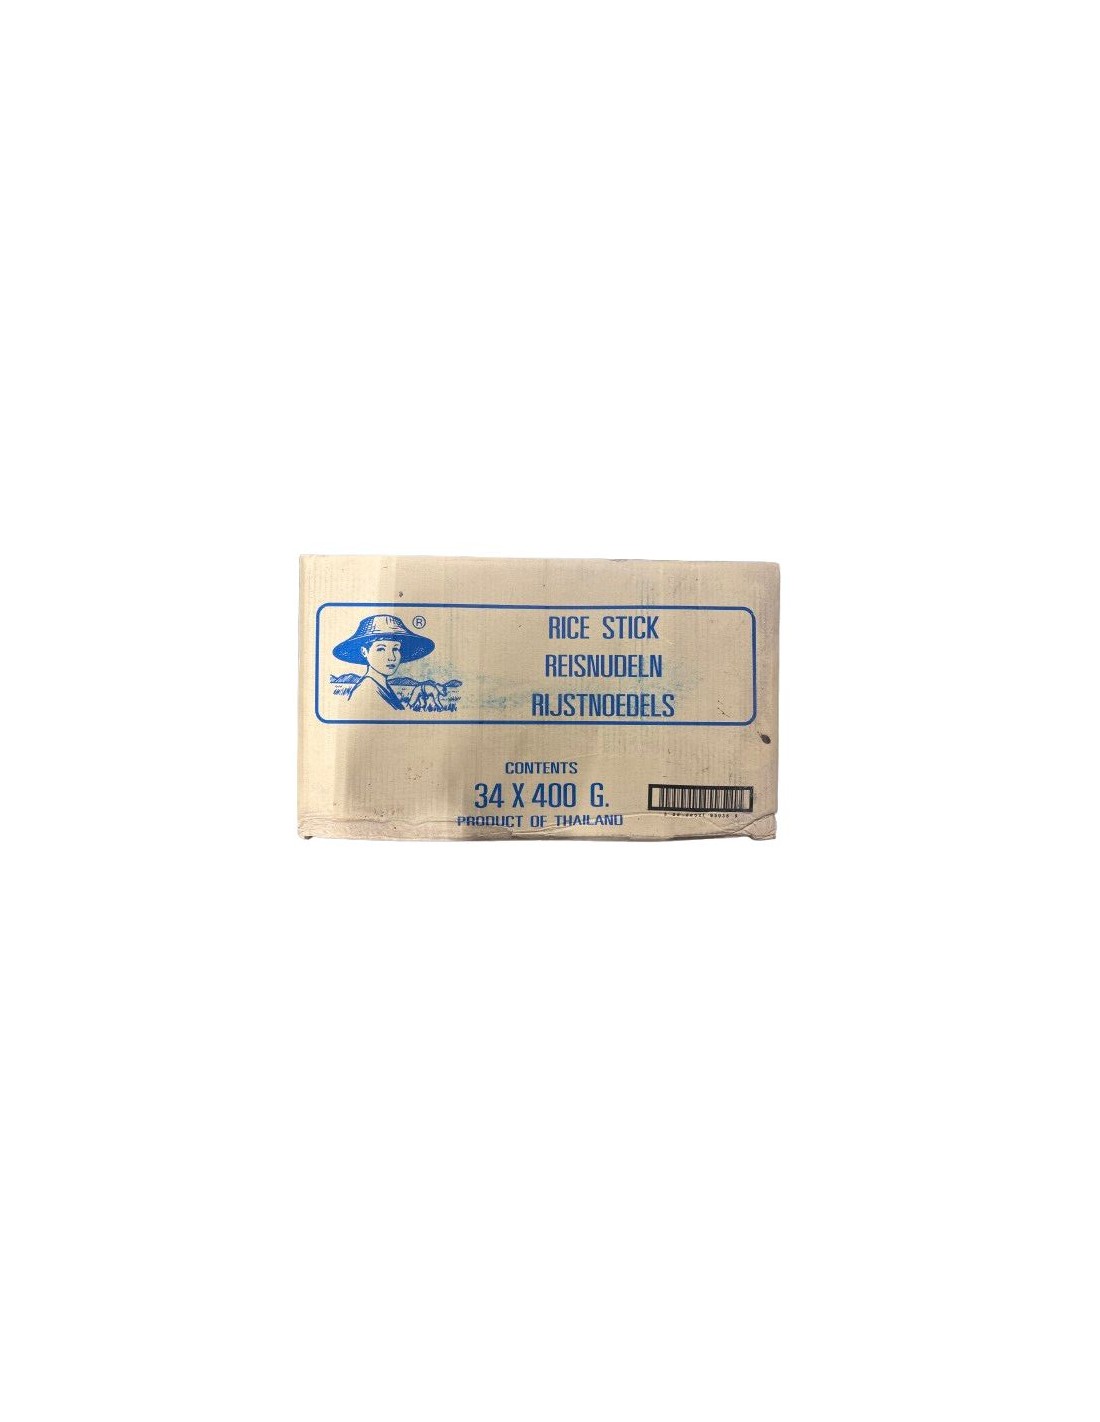 ®
RICE STICK
REISNUDELN
RIJSTNOEDELS
CONTENTS
34 X 400 G.
PRODUCT OF THAILAND